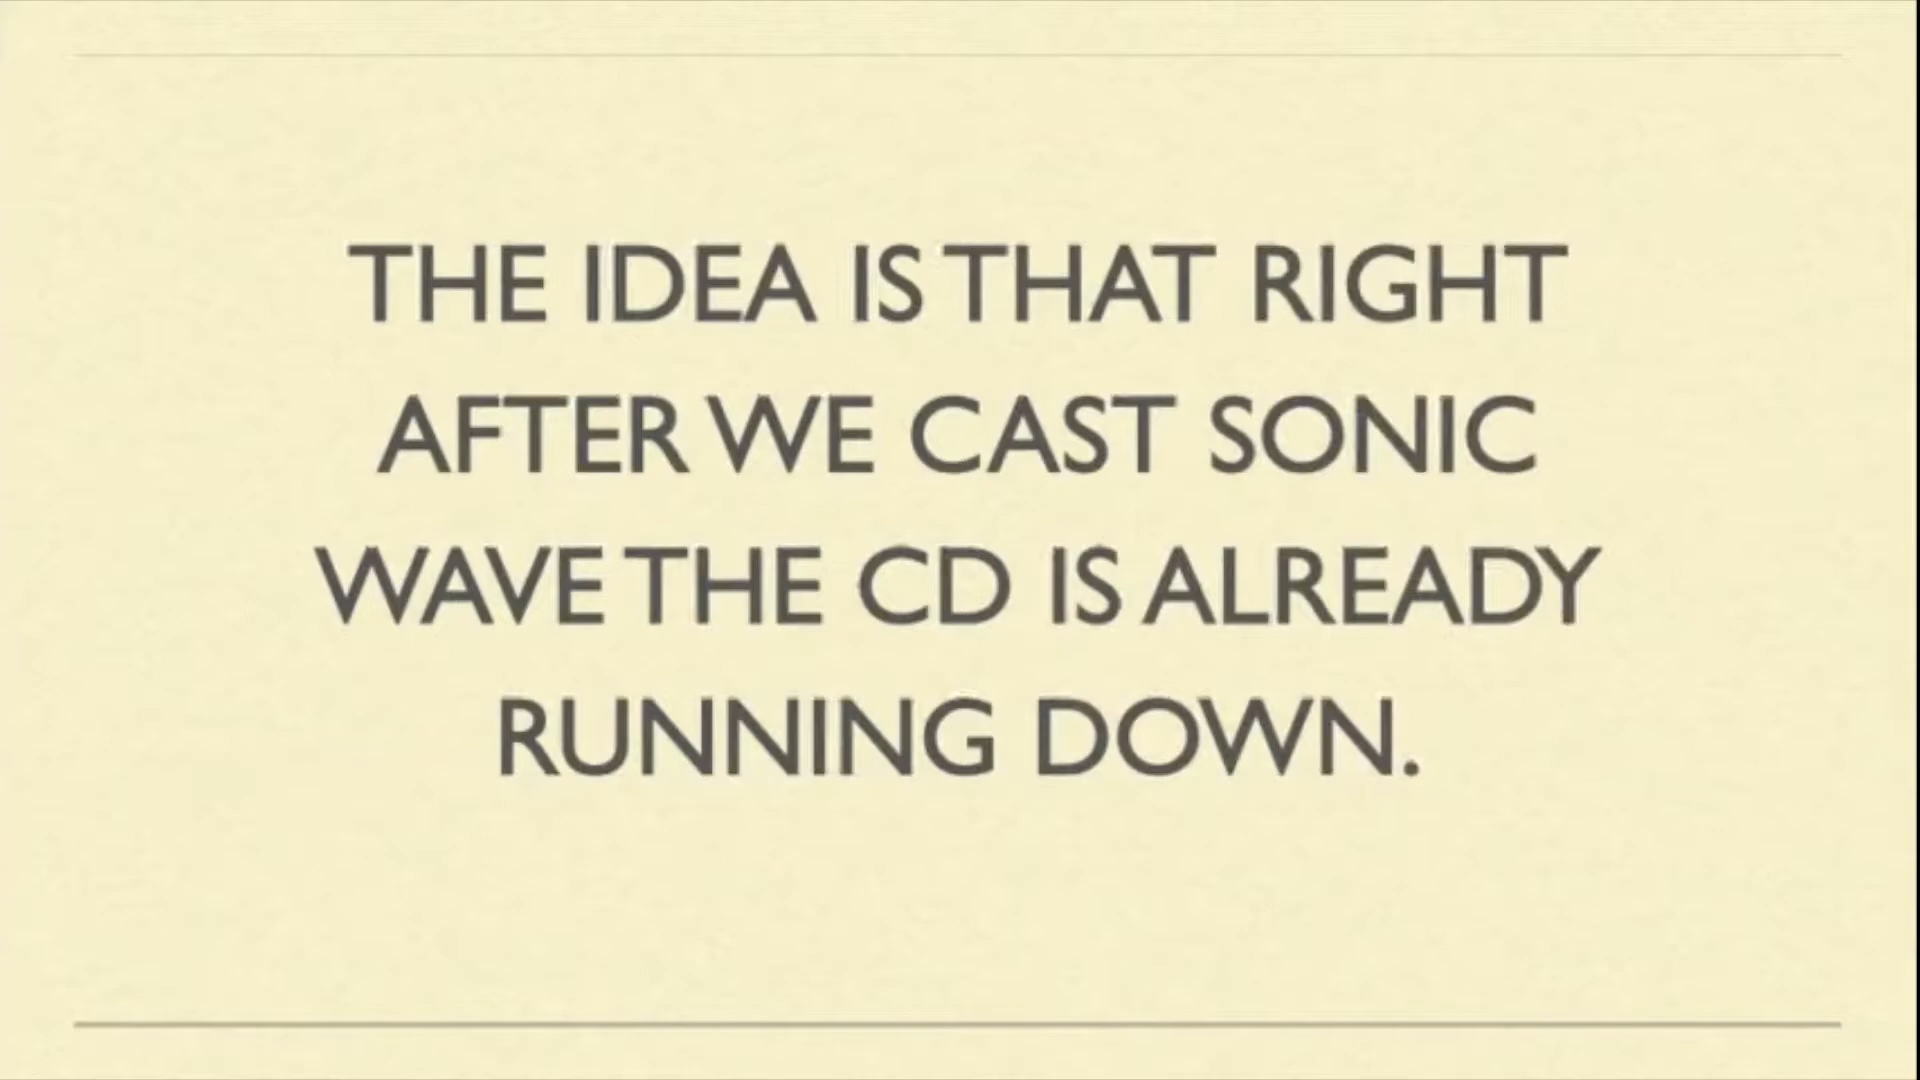 THE IDEA IS THAT RIGHT
AFTER WE CAST SONIC
WAVE THE CD IS ALREADY
RUNNING DOWN.